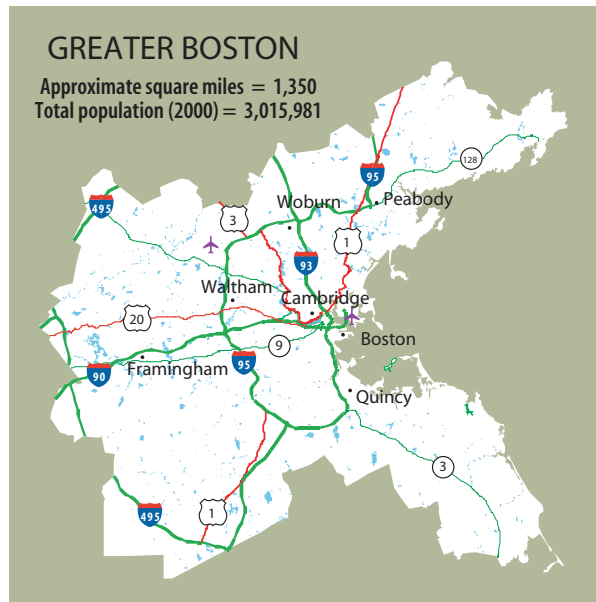 GREATER BOSTON
Approximate square miles = 1,350
Total population (2000) = 3,015,981
128
95
495
Woburn
Peabody
3
1
93
Waltham
Cambridge
20
9
Boston
95
Framingham
90
Quincy
3
495
1